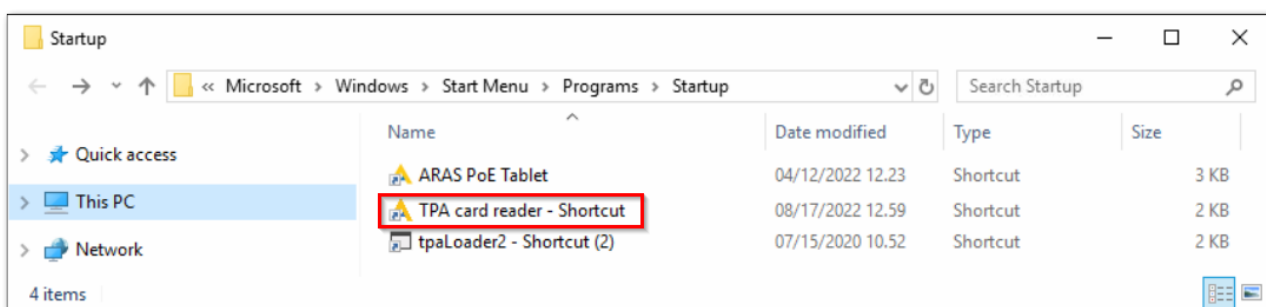 Startup
« Microsoft > Windows > Start Menu > Programs > Startup
Search Startup
Name Date modified Type Size
Quick access
This PC
Network
ARAS PoE Tablet 04/12/2022 12.23 Shortcut 3 KB
TPA card reader - Shortcut 08/17/2022 12.59 Shortcut 2 KB
tpaLoader2 - Shortcut (2) 07/15/2020 10.52 Shortcut 2 KB
4 items